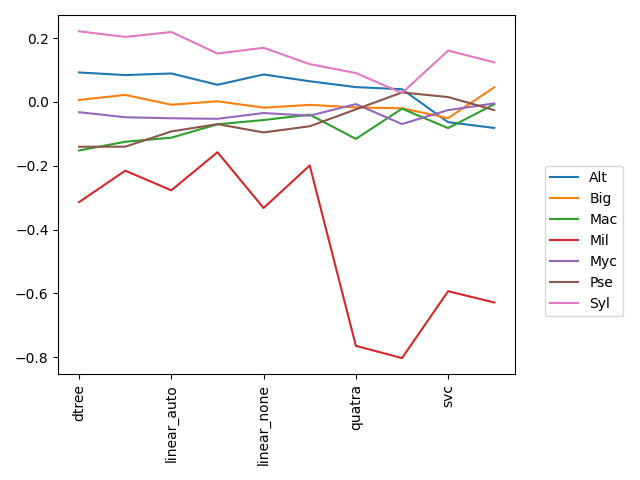 0.2
0.0
−0.2
−0.4
−0.6
−0.8
dtree
linear_auto
linear_none
quatra
svc
Alt
Big
Mac
Mil
Myc
Pse
Syl